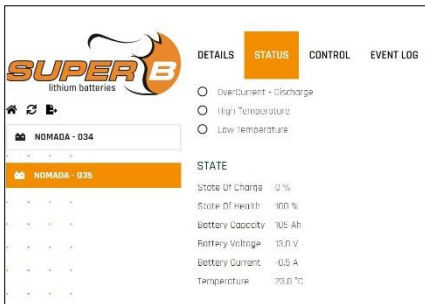 SUPER B
lithium batteries
DETAILS STATUS CONTROL EVENT LOG
OverCurrent - Discharge
High Temperature
Low Temperature
NOMADA - 034
NOMADA - 035
STATE
State Of Charge 0 %
State Of Health 100 %
Battery Capacity 105 Ah
Battery Voltage 13,0 V
Battery Current -0,5 A
Temperature 23,0 °C